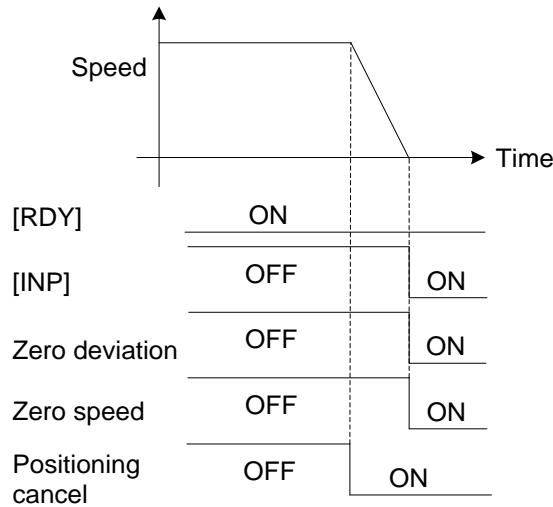 Speed
Time
[RDY] ON
[INP] OFF ON
Zero deviation OFF ON
Zero speed OFF ON
Positioning
cancel OFF ON